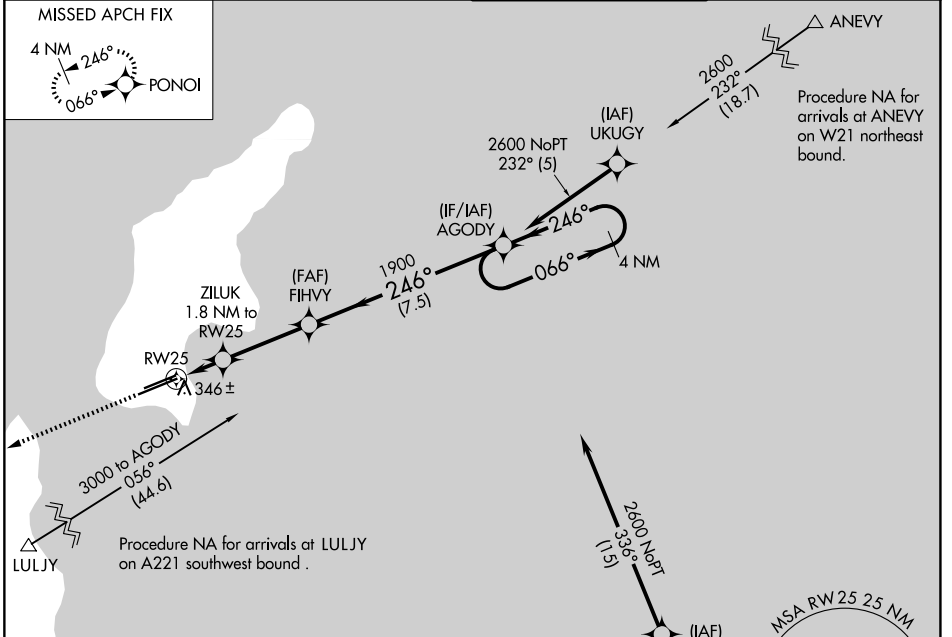 MISSED APCH FIX
4 NM
246°
066°
PONOI
ANEVY
2600
232°
(18.7)
Procedure NA for
arrivals at ANEVY
on W21 northeast
bound.
(IAF)
UKUGY
2600 NoPT
232° (5)
(IF/IAF)
AGODY
246°
066°
4 NM
1900
246°
(7.5)
(FAF)
FIHVY
ZILUK
1.8 NM to
RW25
RW25
346±
3000 to AGODY
056°
(44.6)
LULJY
Procedure NA for arrivals at LULJY
on A221 southwest bound .
2600 NoPT
336°
(15)
(IAF)
MSA RW25 25 NM